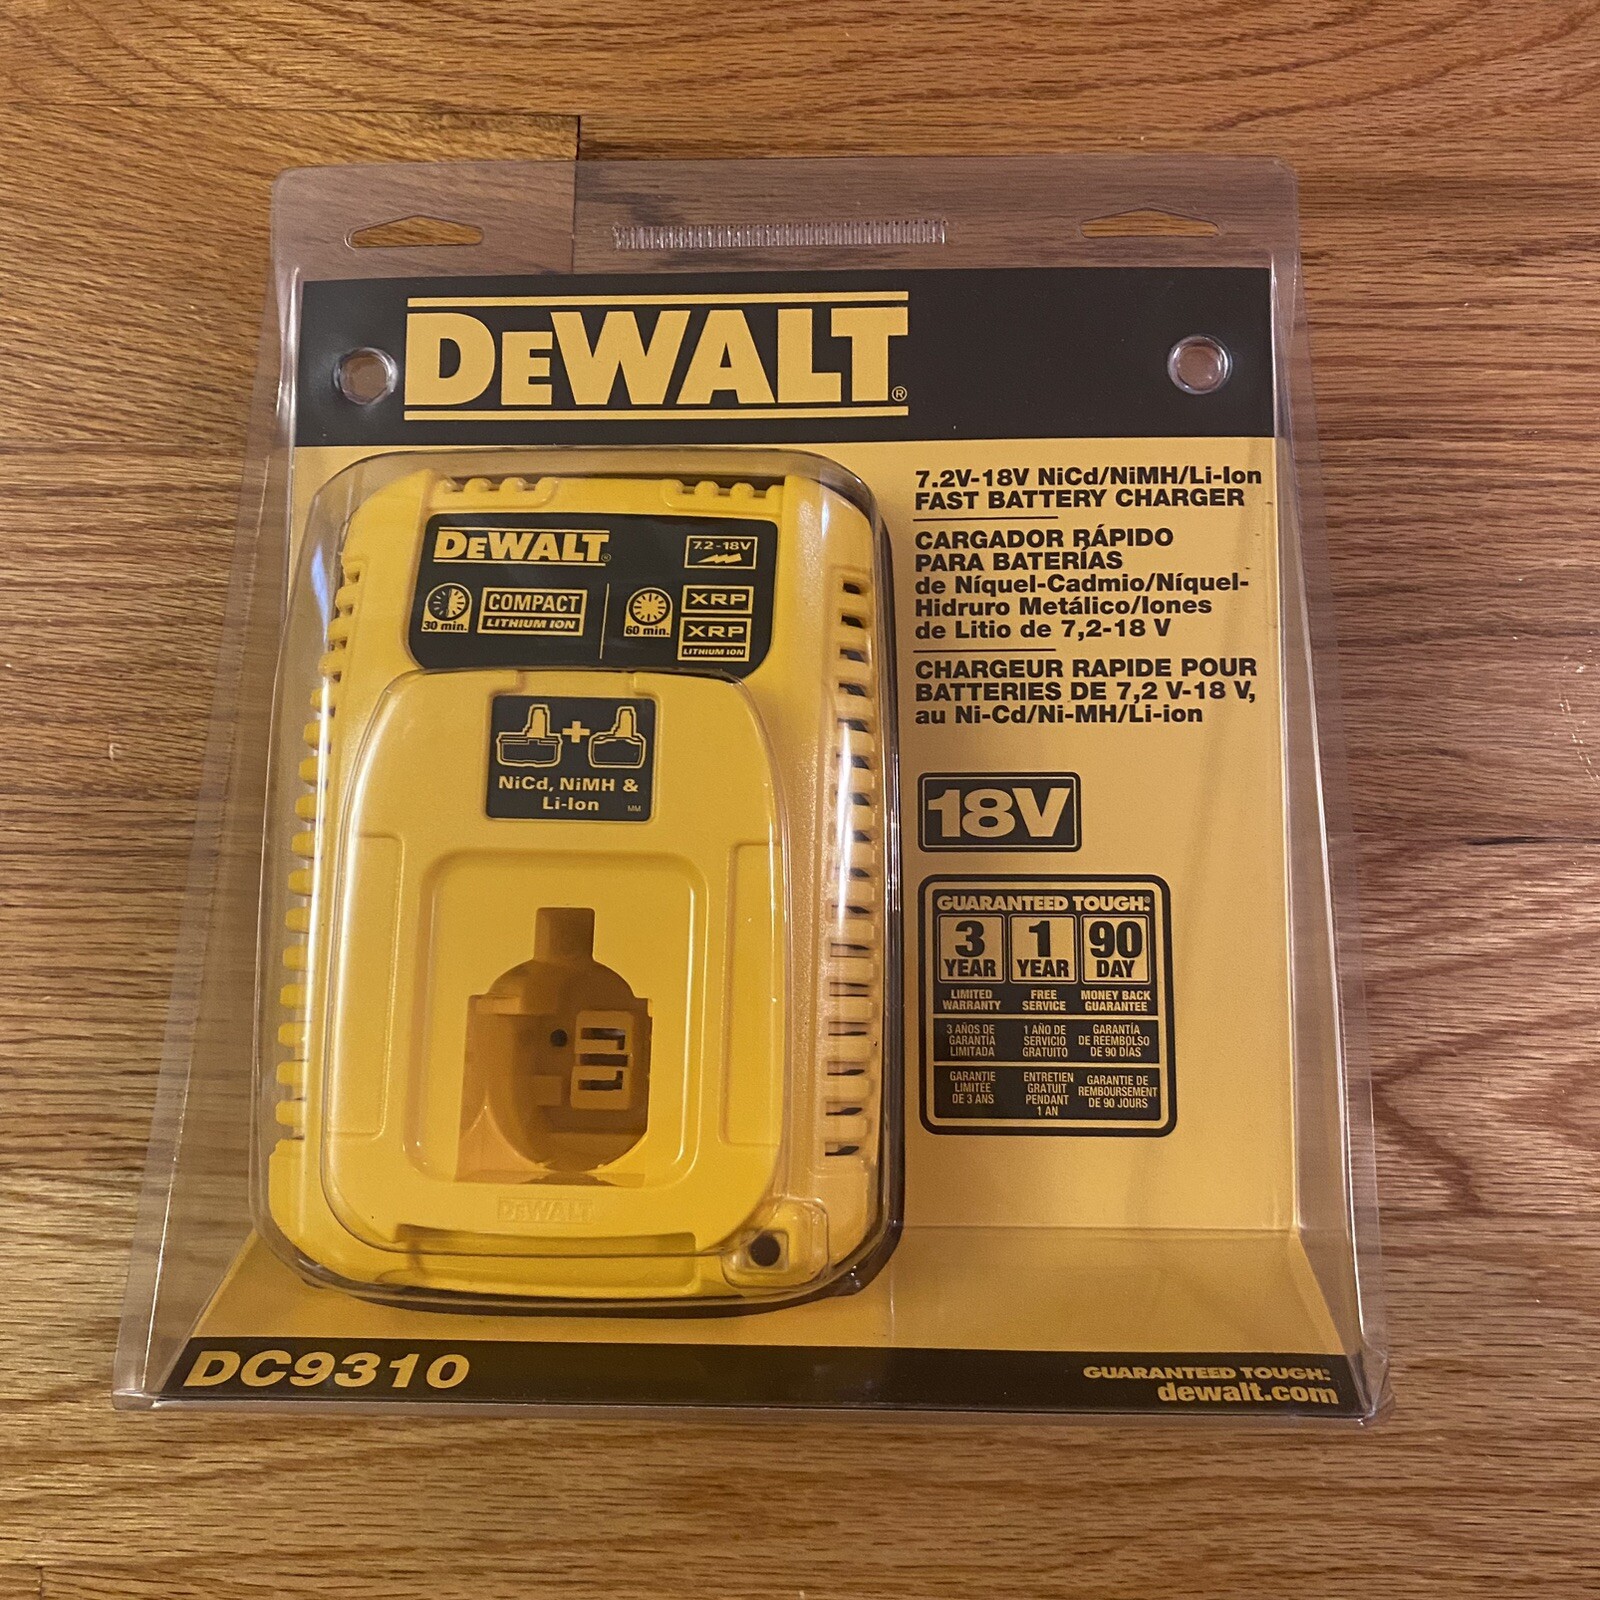 DEWALT®
7.2V-18V NiCd/NiMH/Li-Ion
FAST BATTERY CHARGER
CARGADOR RÁPIDO
PARA BATERÍAS
de Níquel-Cadmio/Níquel-
Hidruro Metálico/Iones
de Litio de 7,2-18 V
CHARGEUR RAPIDE POUR
BATTERIES DE 7,2 V-18 V,
au Ni-Cd/Ni-MH/Li-ion
18V
GUARANTEED TOUGH.
3 YEAR
LIMITED
WARRANTY
1 YEAR
FREE
SERVICE
90 DAY
MONEY BACK
GUARANTEE
3 AÑOS DE
GARANTÍA
LIMITADA
1 AÑO DE
SERVICIO
GRATUITO
GARANTÍA
DE REEMBOLSO
DE 90 DÍAS
GARANTIE
LIMITÉE
DE 3 ANS
ENTRETIEN
GRATUIT
PENDANT
1 AN
GARANTIE DE
REMBOURSEMENT
DE 90 JOURS
DEWALT®
7.2-18V
30 min.
COMPACT
LITHIUM ION
60 min.
XRP
XRP
LITHIUM ION
+
NiCd, NiMH &
Li-Ion
MM
DEWALT
DC9310
GUARANTEED TOUGH.
dewalt.com